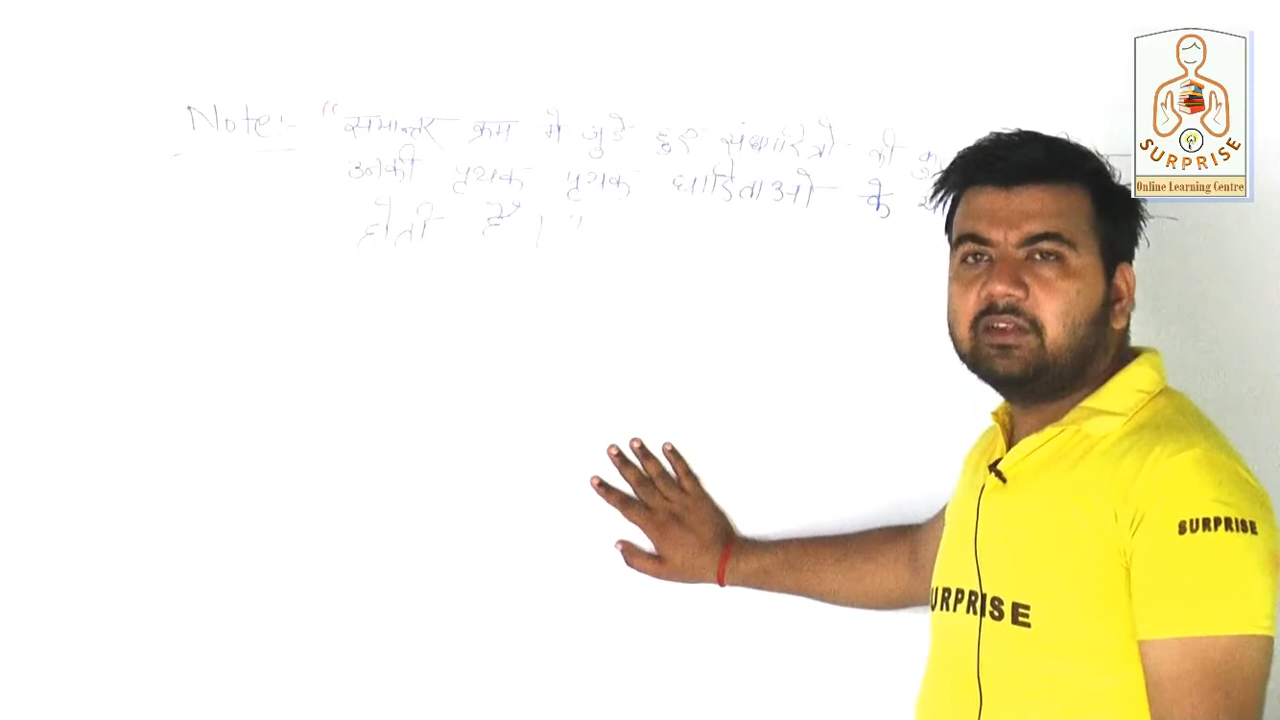 Note:- "समान्तर क्रम मे जुडे हुए संधारित्रो की
उनकी पृथक पृथक धारिताओ के
होती है। "
SURPRISE
Online Learning Centre
SURPRISE
SURPRISE